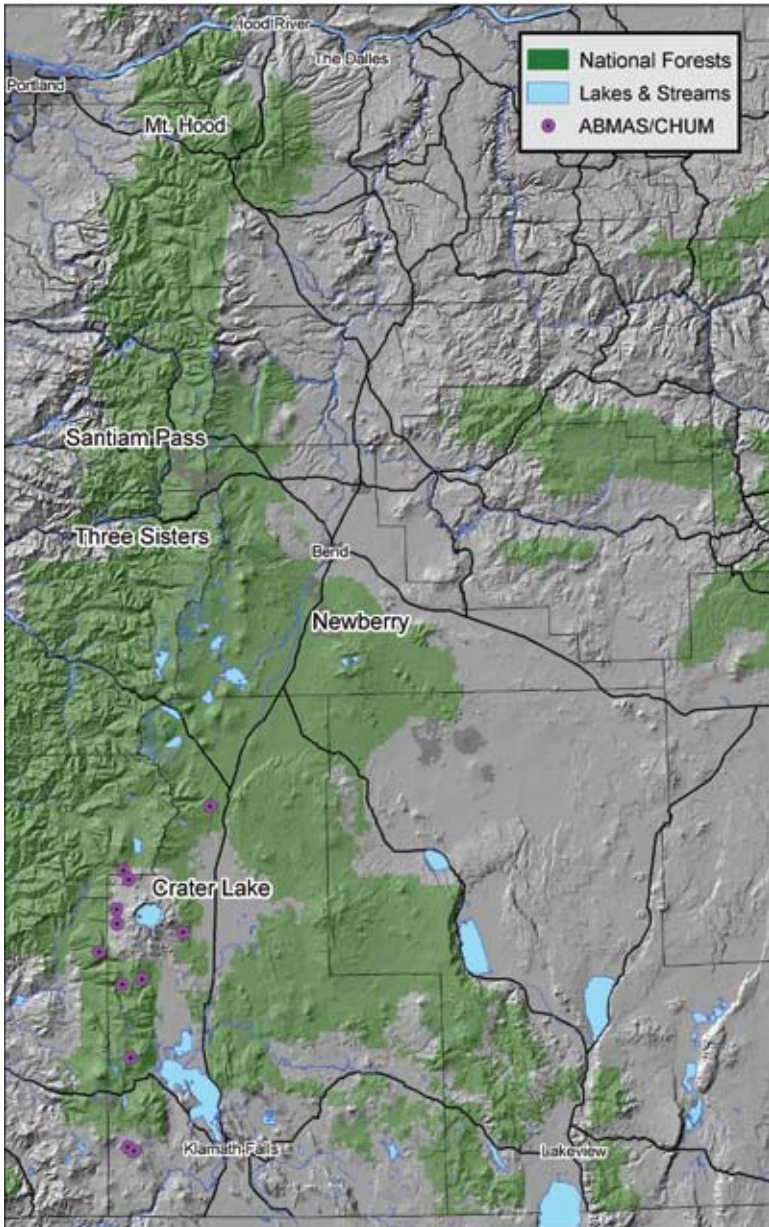 Hood River
The Dalles
Portland
Mt. Hood
National Forests
Lakes & Streams
ABMAS/CHUM
Santiam Pass
Three Sisters
Bend
Newberry
Crater Lake
Klamath Falls
Lakeview